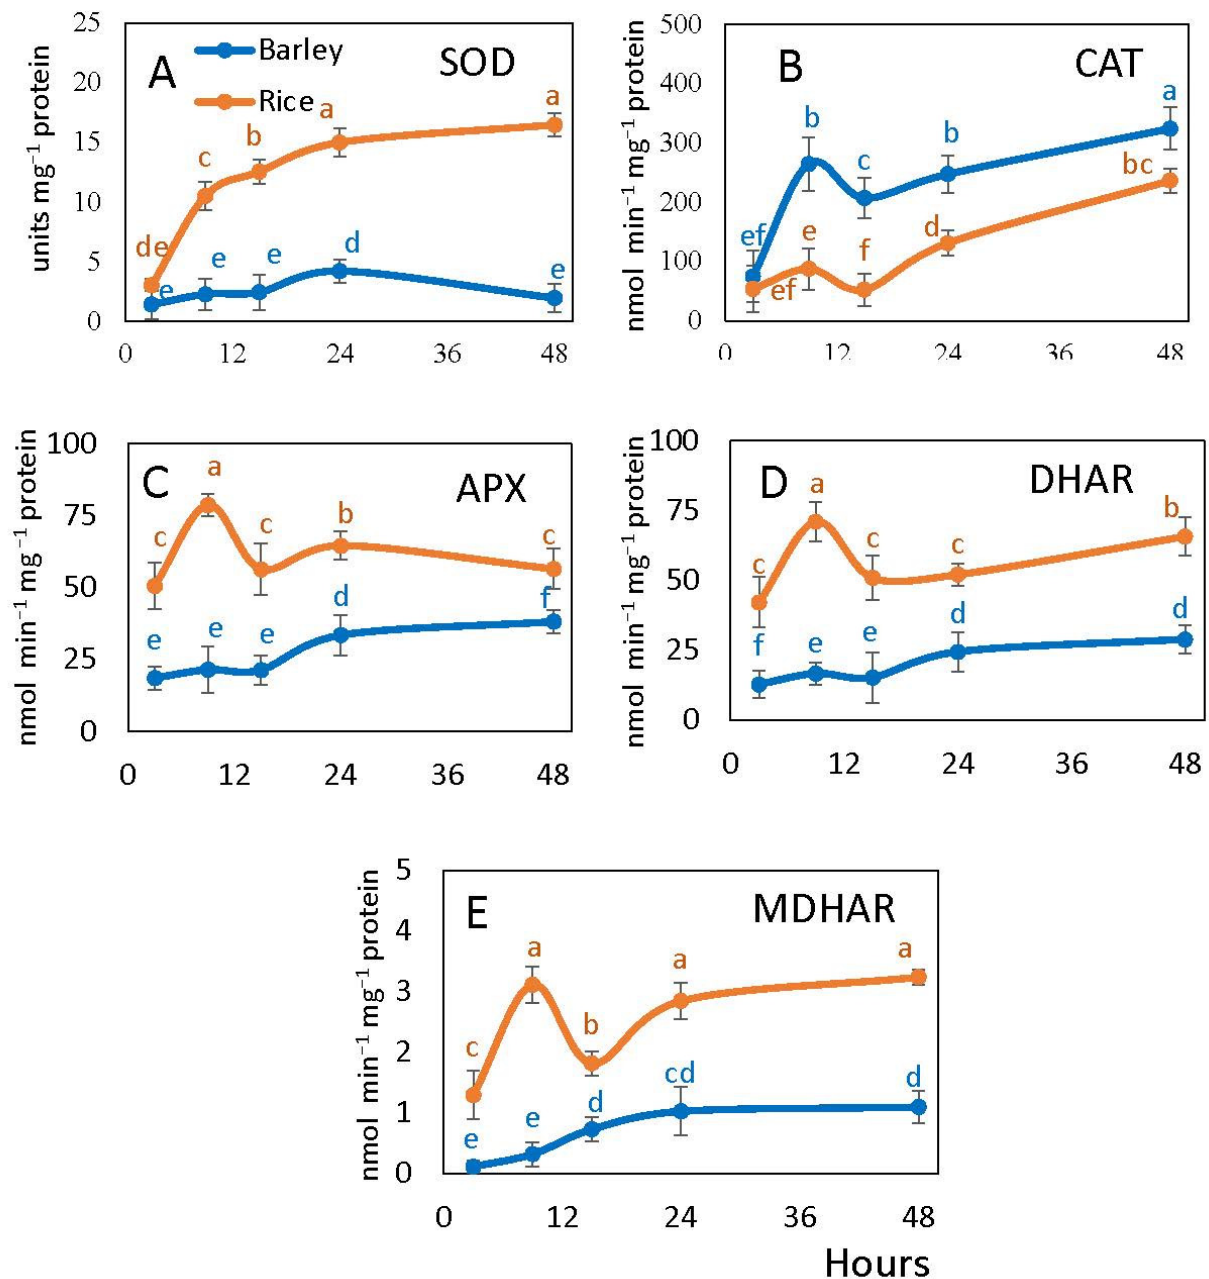 25
20
15
10
5
0
units mg⁻¹ protein
A
Barley
Rice
SOD
de
c
b
a
a
e
e
e
d
e
0
12
24
36
48
500
400
300
200
100
0
nmol min⁻¹ mg⁻¹ protein
B
CAT
ef
b
c
b
a
ef
e
f
d
bc
0
12
24
36
48
100
75
50
25
0
nmol min⁻¹ mg⁻¹ protein
C
APX
c
a
c
b
c
e
e
e
d
f
0
12
24
36
48
100
75
50
25
0
nmol min⁻¹ mg⁻¹ protein
D
DHAR
c
a
c
c
b
f
e
e
d
d
0
12
24
36
48
5
4
3
2
1
0
nmol min⁻¹ mg⁻¹ protein
E
MDHAR
c
a
b
a
a
e
e
d
cd
d
0
12
24
36
48
Hours